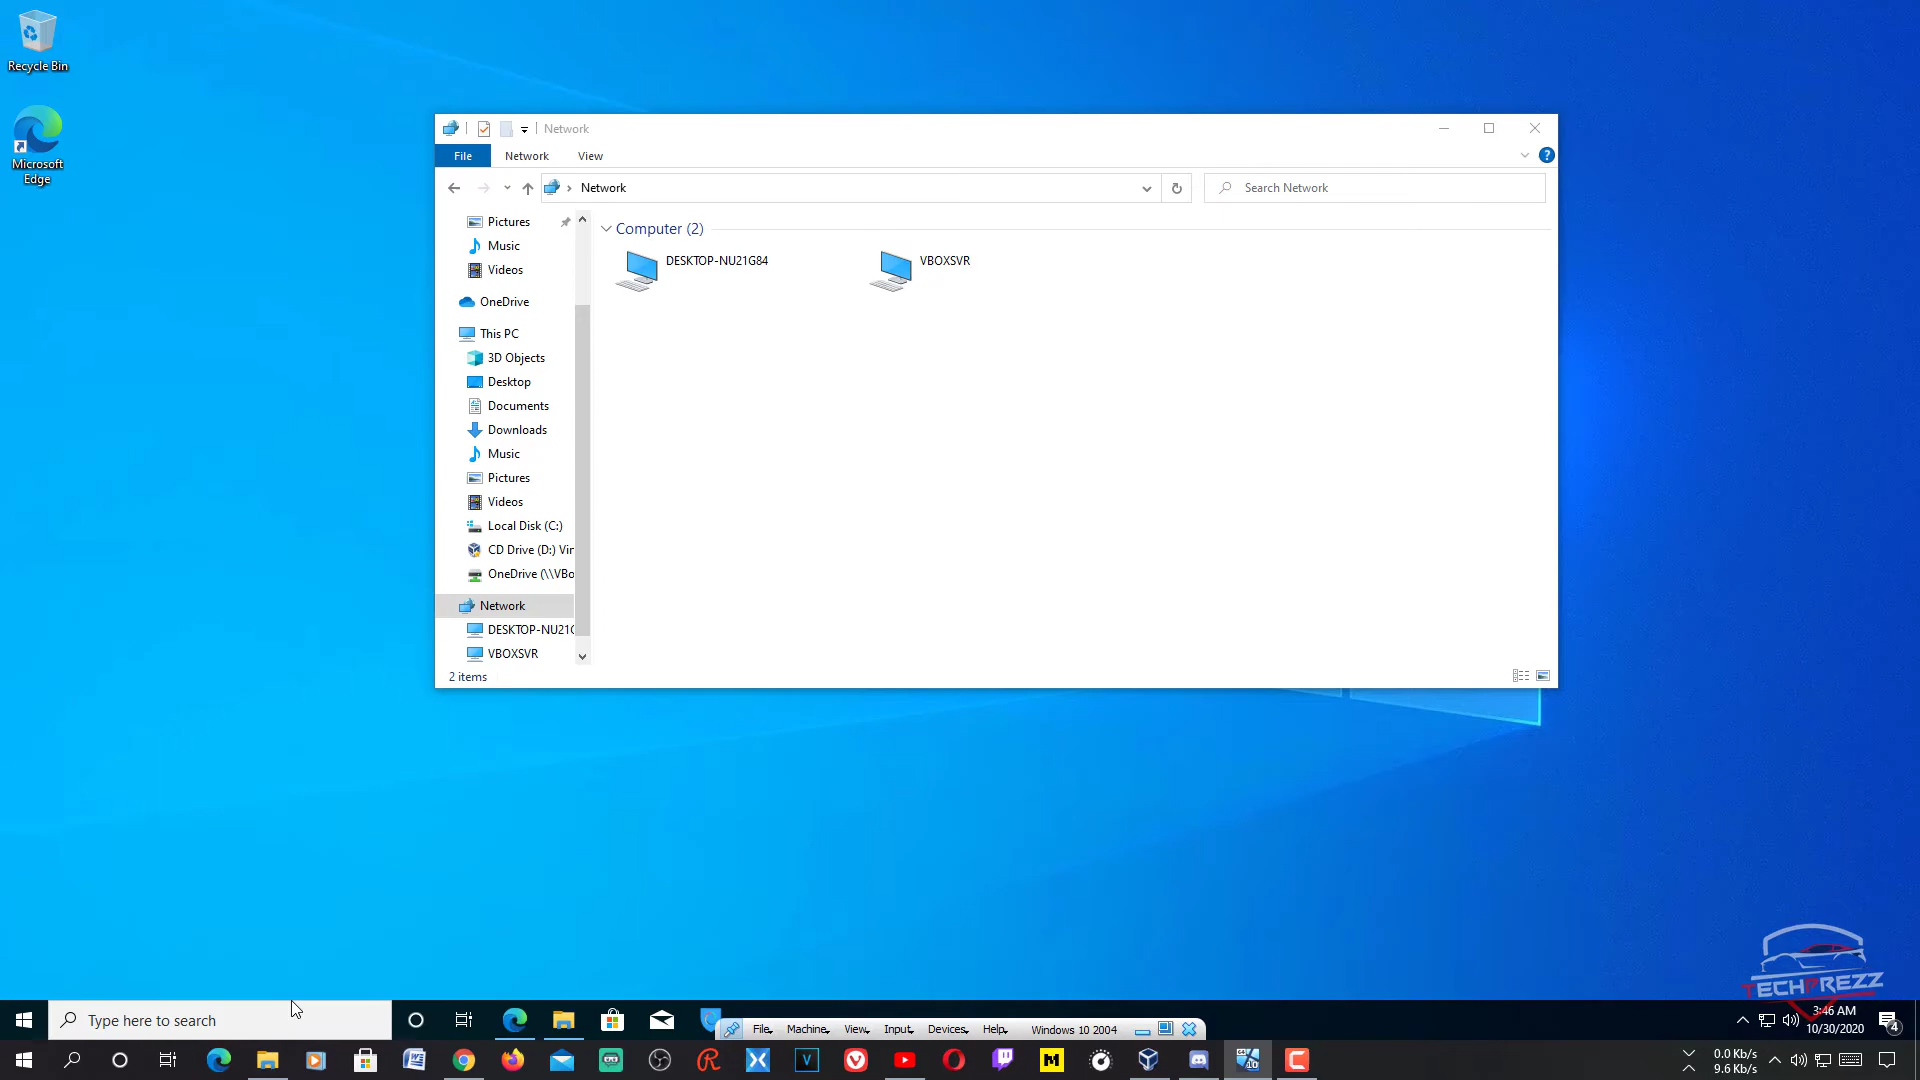 Recycle Bin
Microsoft
Edge
Network
File
Network
View
Network
Search Network
Pictures
Music
Videos
OneDrive
This PC
3D Objects
Desktop
Documents
Downloads
Music
Pictures
Videos
Local Disk (C:)
CD Drive (D:) Vir
OneDrive (\\VBo
Network
DESKTOP-NU21G
VBOXSVR
Computer (2)
DESKTOP-NU21G84
VBOXSVR
2 items
TECHPREZZ
Type here to search
File
Machine
View
Input
Devices
Help
Windows 10 2004
3:46 AM
10/30/2020
4
0.0 Kb/s
9.6 Kb/s